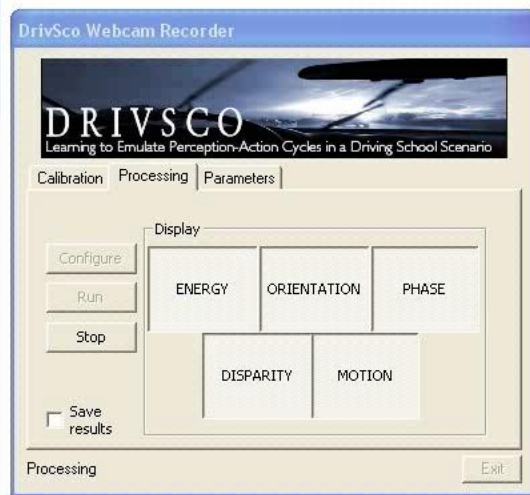 DrivSco Webcam Recorder
DRIVSCO
Learning to Emulate Perception-Action Cycles in a Driving School Scenario
Calibration Processing Parameters
Display
Configure
ENERGY ORIENTATION PHASE
Run
Stop
DISPARITY MOTION
Save
results
Processing Exit